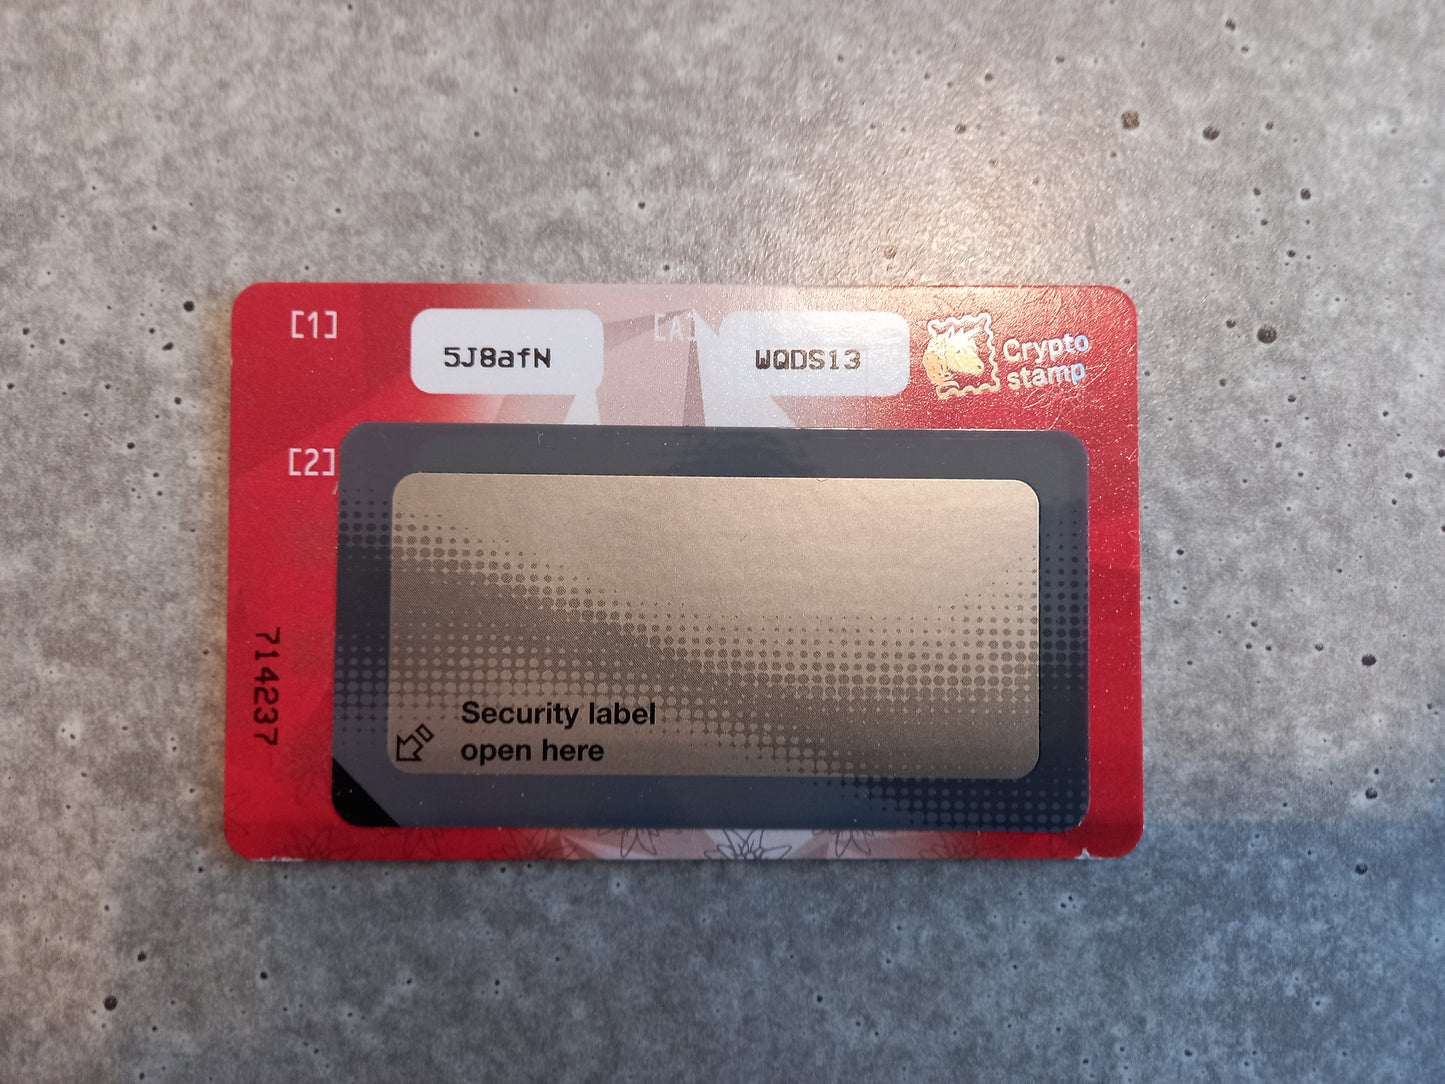 [1]
5J8afN
[A]
WQDS13
Crypto
stamp
[2]
714237
Security label
open here